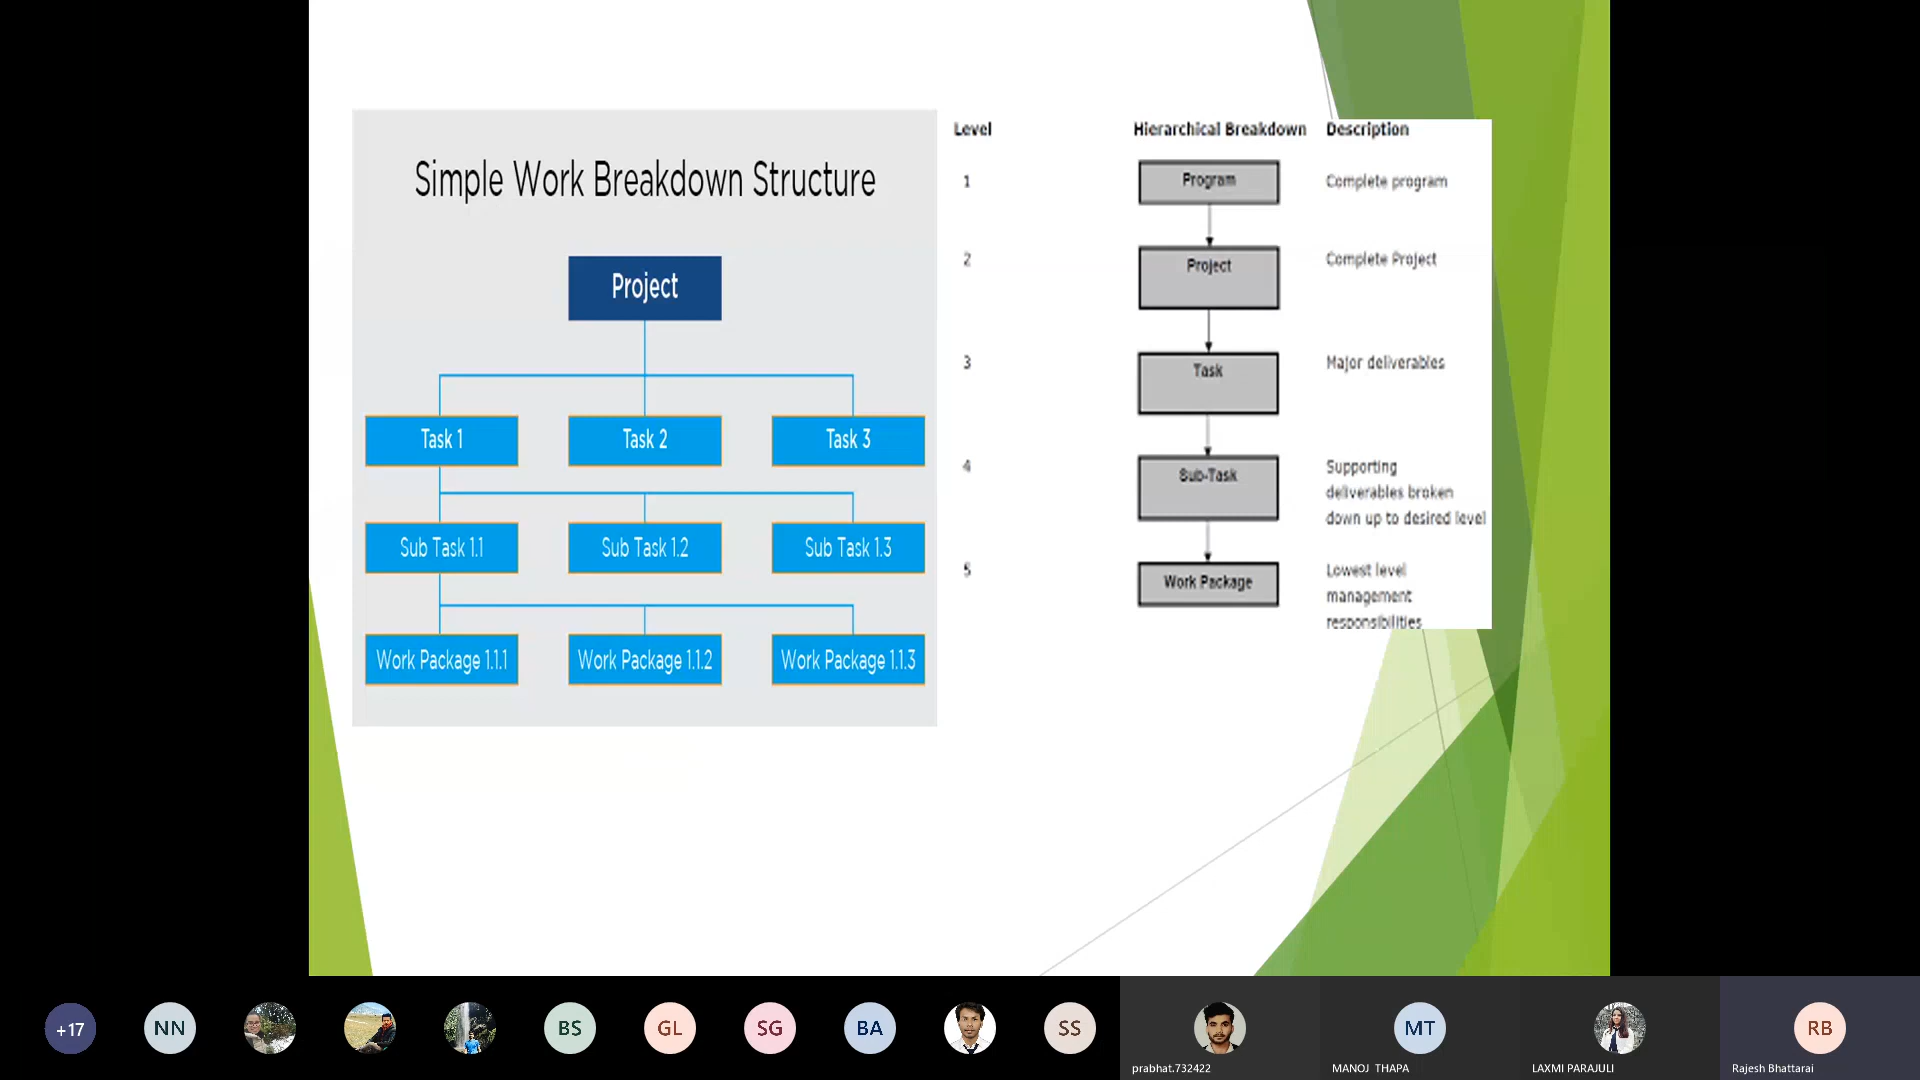 Simple Work Breakdown Structure
Project
Task 1
Task 2
Task 3
Sub Task 1.1
Sub Task 1.2
Sub Task 1.3
Work Package 1.1.1
Work Package 1.1.2
Work Package 1.1.3
Level
Hierarchical Breakdown
Description
1
Program
Complete program
2
Project
Complete Project
3
Task
Major deliverables
4
Sub-Task
Supporting
deliverables broken
down up to desired level
5
Work Package
Lowest level
management
responsibilities
+17
NN
BS
GL
SG
BA
SS
prabhat.732422
MT
MANOJ THAPA
LAXMI PARAJULI
RB
Rajesh Bhattarai